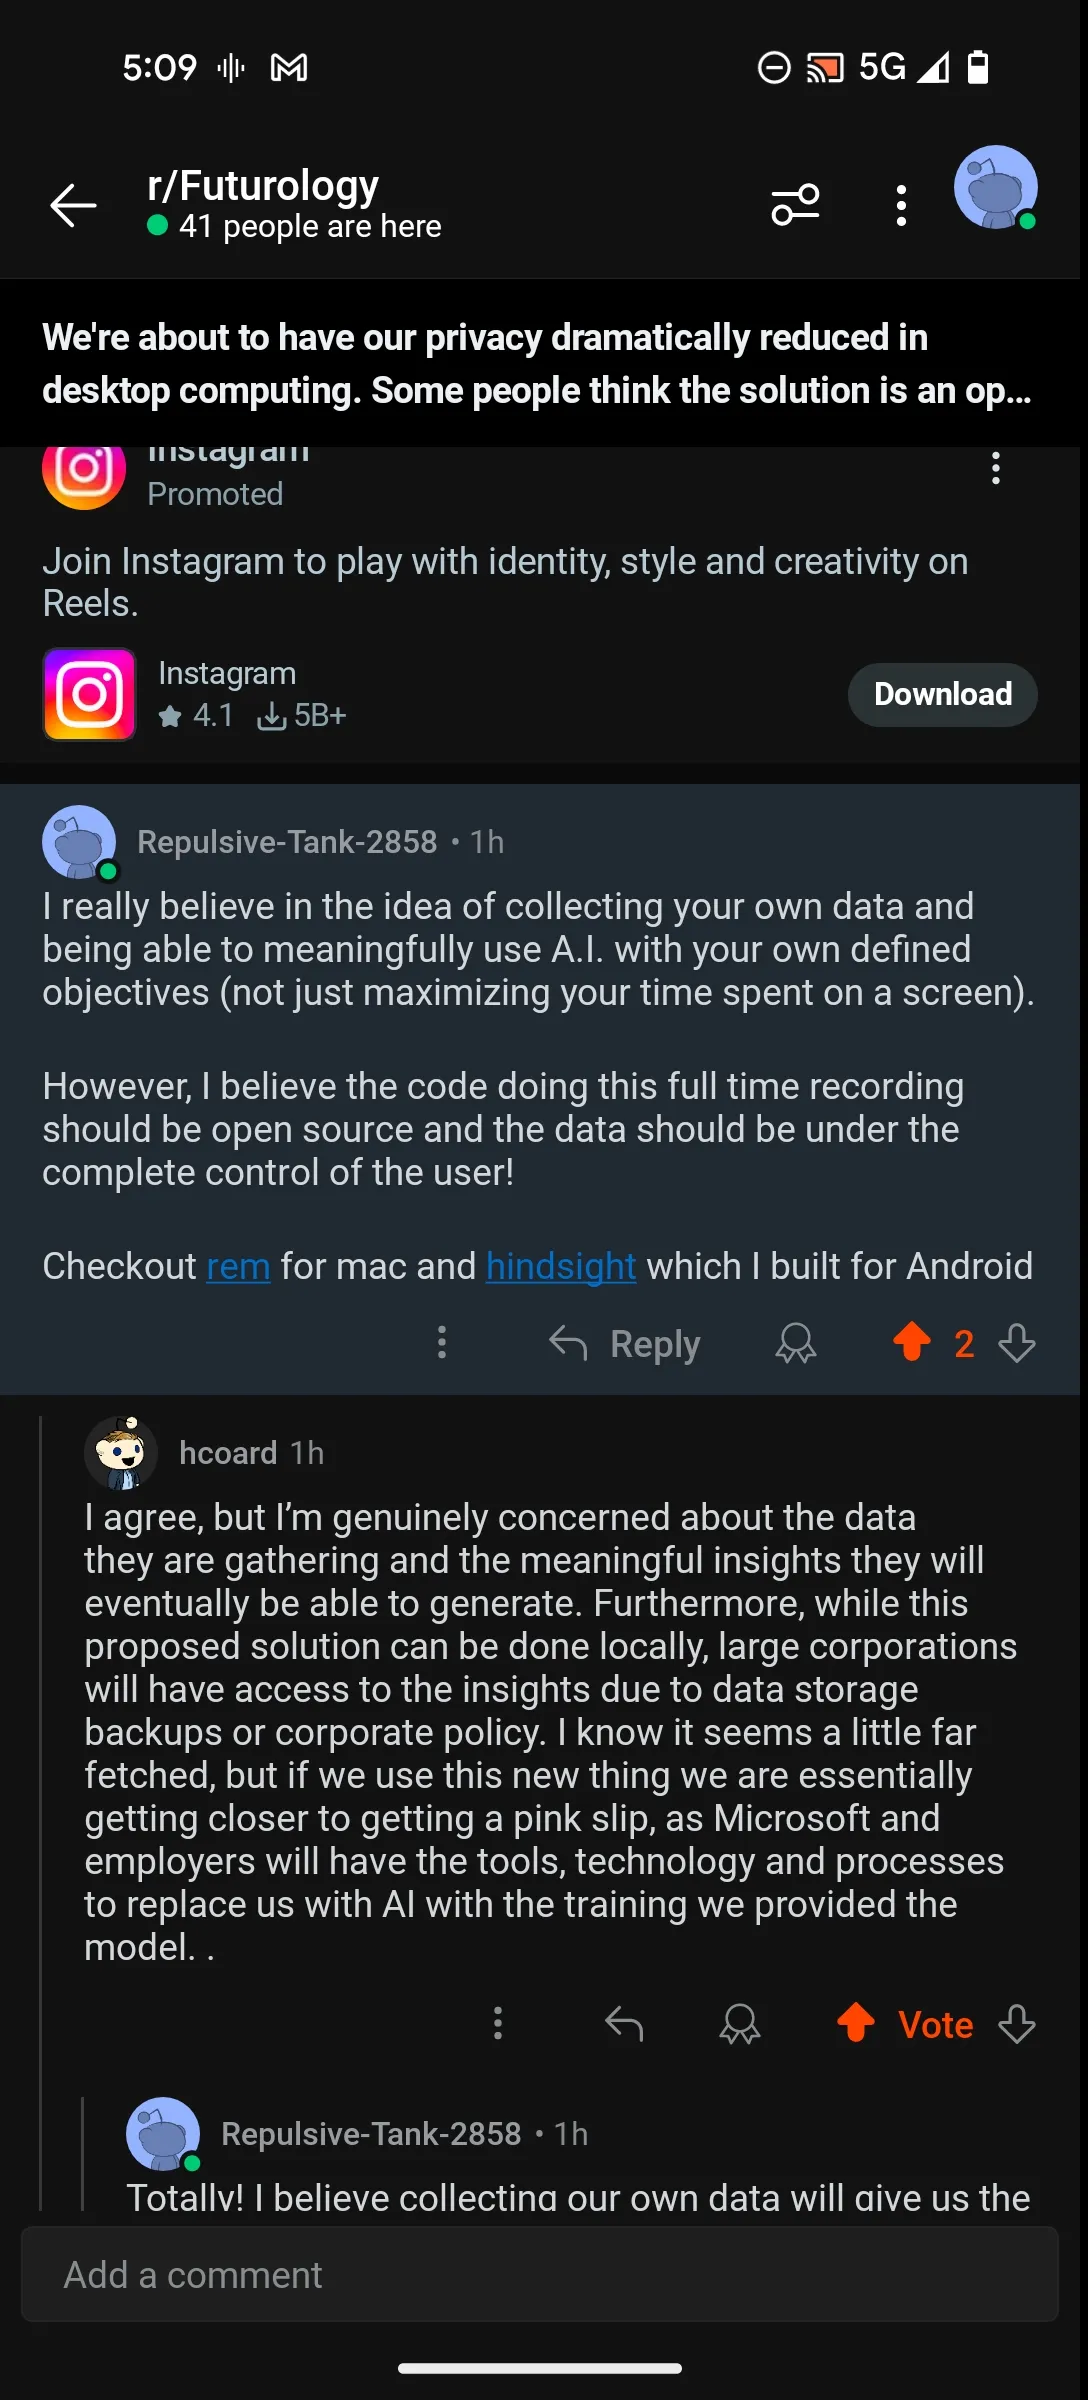 5:09 5G
r/Futurology
41 people are here
We're about to have our privacy dramatically reduced in
desktop computing. Some people think the solution is an op...
Instagram
Promoted
Join Instagram to play with identity, style and creativity on
Reels.
Instagram
4.1 5B+
Download
Repulsive-Tank-2858 • 1h
I really believe in the idea of collecting your own data and
being able to meaningfully use A.I. with your own defined
objectives (not just maximizing your time spent on a screen).
However, I believe the code doing this full time recording
should be open source and the data should be under the
complete control of the user!
Checkout rem for mac and hindsight which I built for Android
Reply 2
hcoard 1h
I agree, but I’m genuinely concerned about the data
they are gathering and the meaningful insights they will
eventually be able to generate. Furthermore, while this
proposed solution can be done locally, large corporations
will have access to the insights due to data storage
backups or corporate policy. I know it seems a little far
fetched, but if we use this new thing we are essentially
getting closer to getting a pink slip, as Microsoft and
employers will have the tools, technology and processes
to replace us with AI with the training we provided the
model. .
Vote
Repulsive-Tank-2858 • 1h
Totally! I believe collecting our own data will give us the
Add a comment